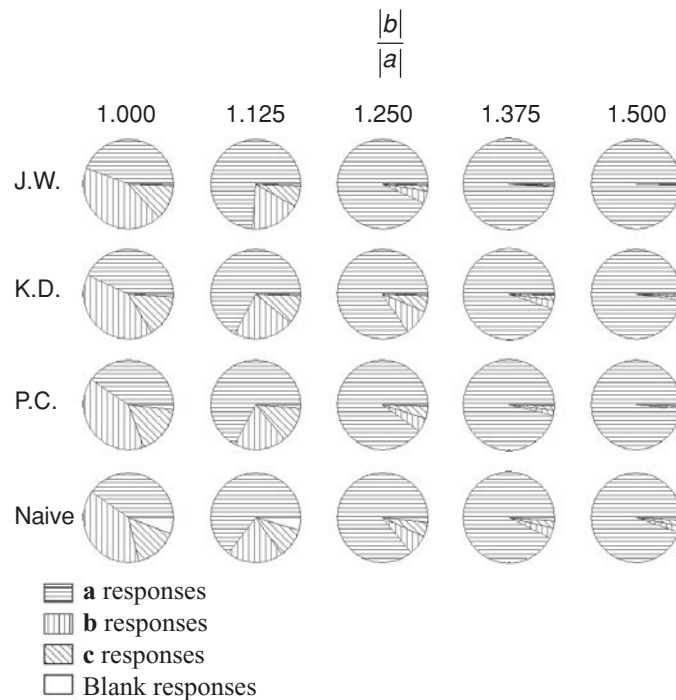 |b|
|a|
1.000 1.125 1.250 1.375 1.500
J.W.
K.D.
P.C.
Naive
a responses
b responses
c responses
Blank responses